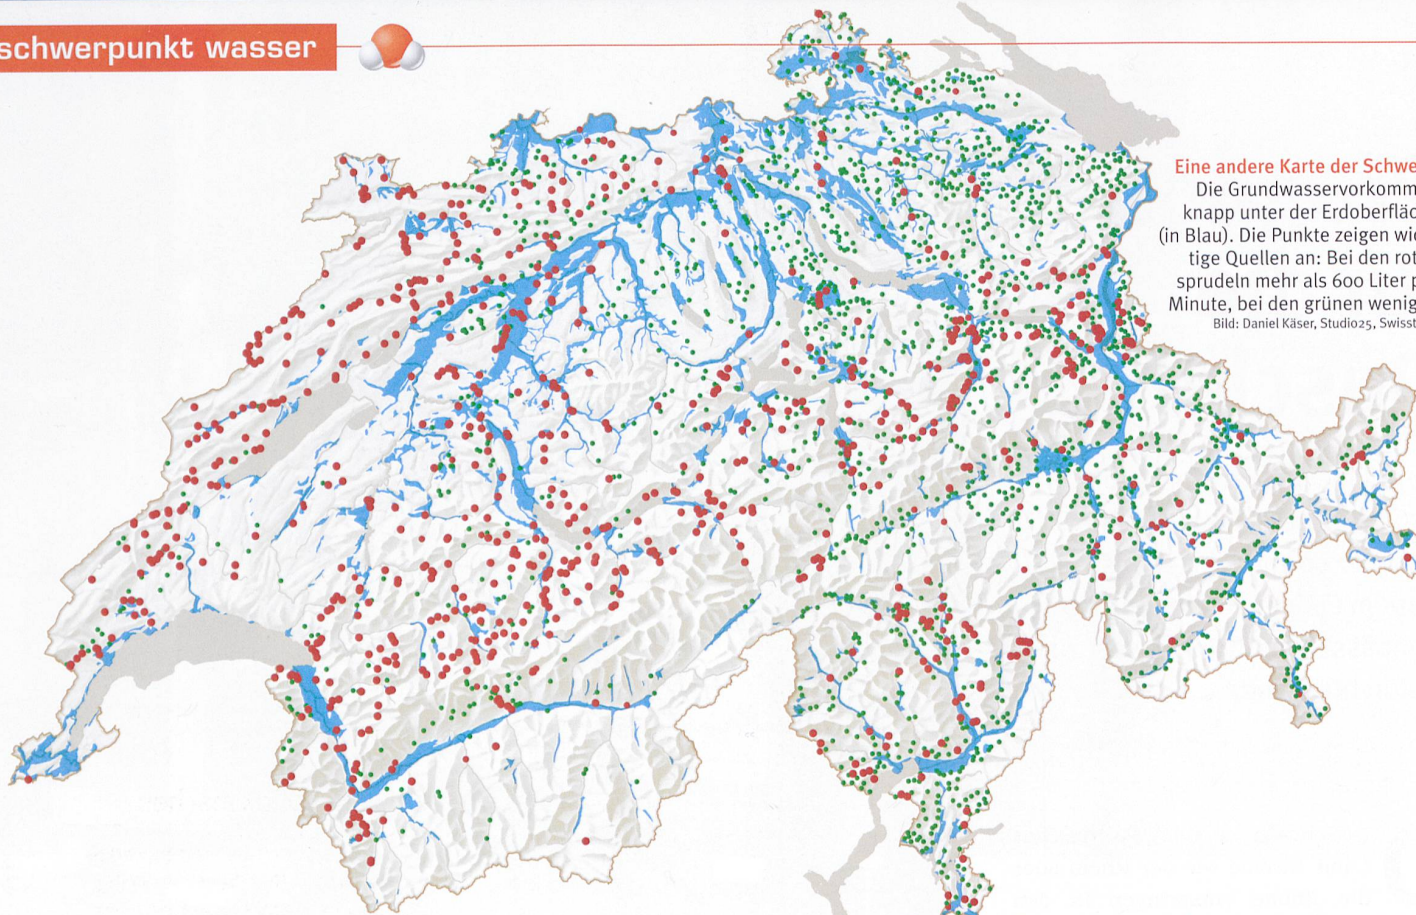 schwerpunkt wasser
Eine andere Karte der Schwe
Die Grundwasservorkomm
knapp unter der Erdoberfläc
(in Blau). Die Punkte zeigen wic
tige Quellen an: Bei den rot
sprudeln mehr als 600 Liter p
Minute, bei den grünen wenig
Bild: Daniel Käser, Studio25, Swisst